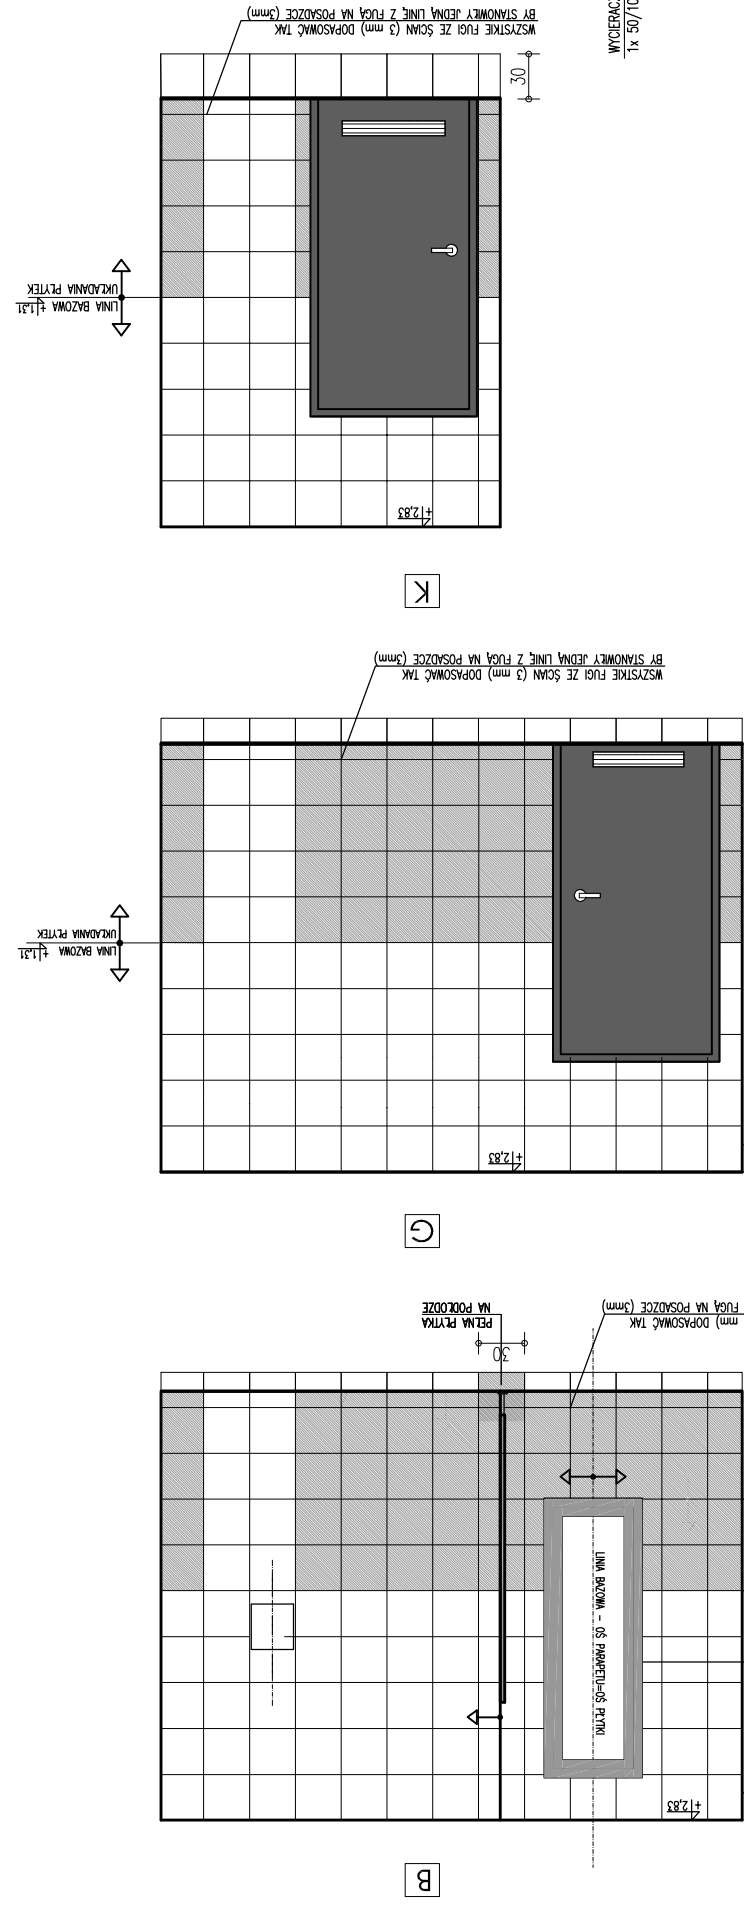 B
+2,83
LINIA BAZOWA – OŚ PARAPETU=OŚ PŁYTKI
mm) DOPASOWAĆ TAK
FUGĄ NA POSADZCE (3mm)
30
PEŁNA PŁYTKA
NA PODŁODZE
G
+2,83
LINIA BAZOWA +1,31
UKŁADANIA PŁYTEK
WSZYSTKIE FUGI ZE ŚCIAN (3 mm) DOPASOWAĆ TAK
BY STANOWIŁY JEDNĄ LINIĘ Z FUGĄ NA POSADZCE (3mm)
K
+2,83
LINIA BAZOWA +1,31
UKŁADANIA PŁYTEK
30
WSZYSTKIE FUGI ZE ŚCIAN (3 mm) DOPASOWAĆ TAK
BY STANOWIŁY JEDNĄ LINIĘ Z FUGĄ NA POSADZCE (3mm)
1x 50/10